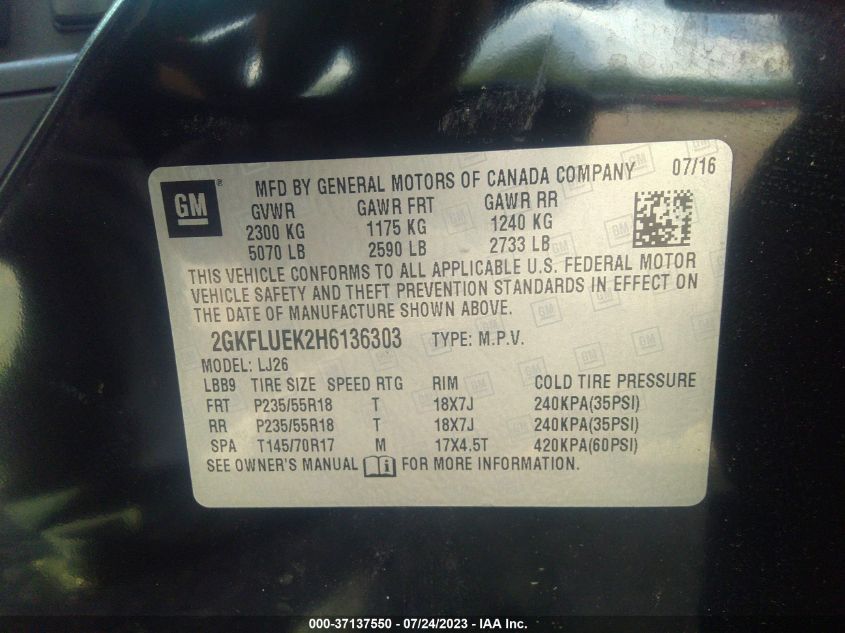 GM ® MFD BY GENERAL MOTORS OF CANADA COMPANY 07/16
GVWR GAWR FRT GAWR RR
2300 KG 1175 KG 1240 KG
5070 LB 2590 LB 2733 LB
THIS VEHICLE CONFORMS TO ALL APPLICABLE U.S. FEDERAL MOTOR
VEHICLE SAFETY AND THEFT PREVENTION STANDARDS IN EFFECT ON
THE DATE OF MANUFACTURE SHOWN ABOVE.
2GKFLUEK2H6136303 TYPE: M.P.V.
MODEL: LJ26
LBB9 TIRE SIZE SPEED RTG RIM COLD TIRE PRESSURE
FRT P235/55R18 T 18X7J 240KPA(35PSI)
RR P235/55R18 T 18X7J 240KPA(35PSI)
SPA T145/70R17 M 17X4.5T 420KPA(60PSI)
SEE OWNER'S MANUAL FOR MORE INFORMATION.
000-37137550 - 07/24/2023 - IAA Inc.